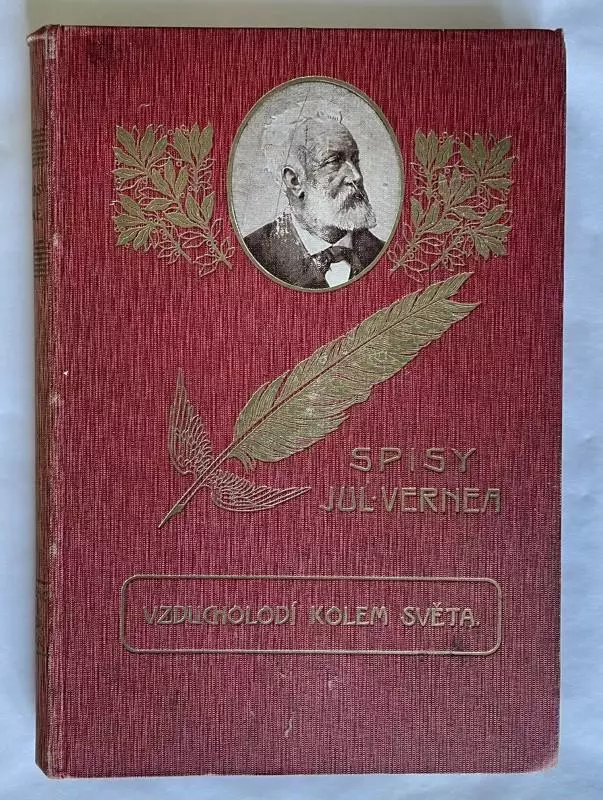 SPISY
JUL·VERNEA
VZDUCHOLODÍ KOLEM SVĚTA.